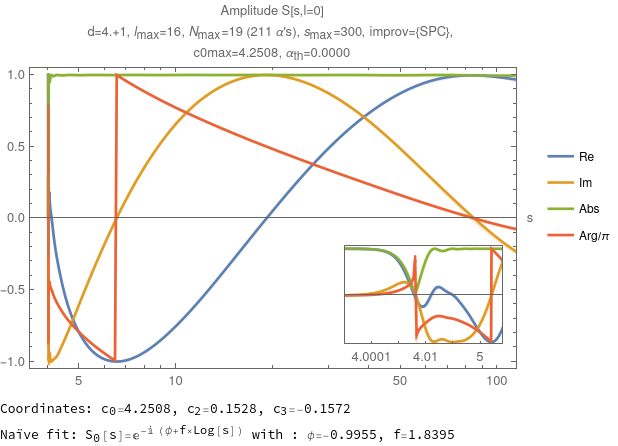 Amplitude S[s,l=0]
d=4.+1, lmax=16, Nmax=19 (211 α's), smax=300, improv={SPC},
c0max=4.2508, αth=0.0000
1.0
0.5
0.0
-0.5
-1.0
5
10
50
100
s
Re
Im
Abs
Arg/π
4.0001
4.01
5
Coordinates: c0=4.2508, c2=0.1528, c3=-0.1572
Naïve fit: S0[s]=e-i (ϕ+f×Log[s]) with : ϕ=-0.9955, f=1.8395